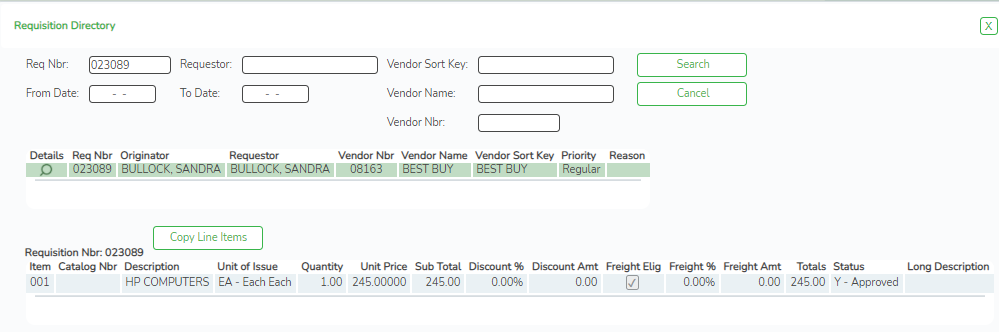 Requisition Directory X
Req Nbr: 023089 Requestor: Vendor Sort Key: Search
From Date: - - To Date: - - Vendor Name: Cancel
Vendor Nbr:
Details Req Nbr Originator Requestor Vendor Nbr Vendor Name Vendor Sort Key Priority Reason
023089 BULLOCK, SANDRA BULLOCK, SANDRA 08163 BEST BUY BEST BUY Regular
Copy Line Items
Requisition Nbr: 023089
Item Catalog Nbr Description Unit of Issue Quantity Unit Price Sub Total Discount % Discount Amt Freight Elig Freight % Freight Amt Totals Status Long Description
001 HP COMPUTERS EA - Each Each 1.00 245.00000 245.00 0.00% 0.00 0.00% 0.00 245.00 Y - Approved